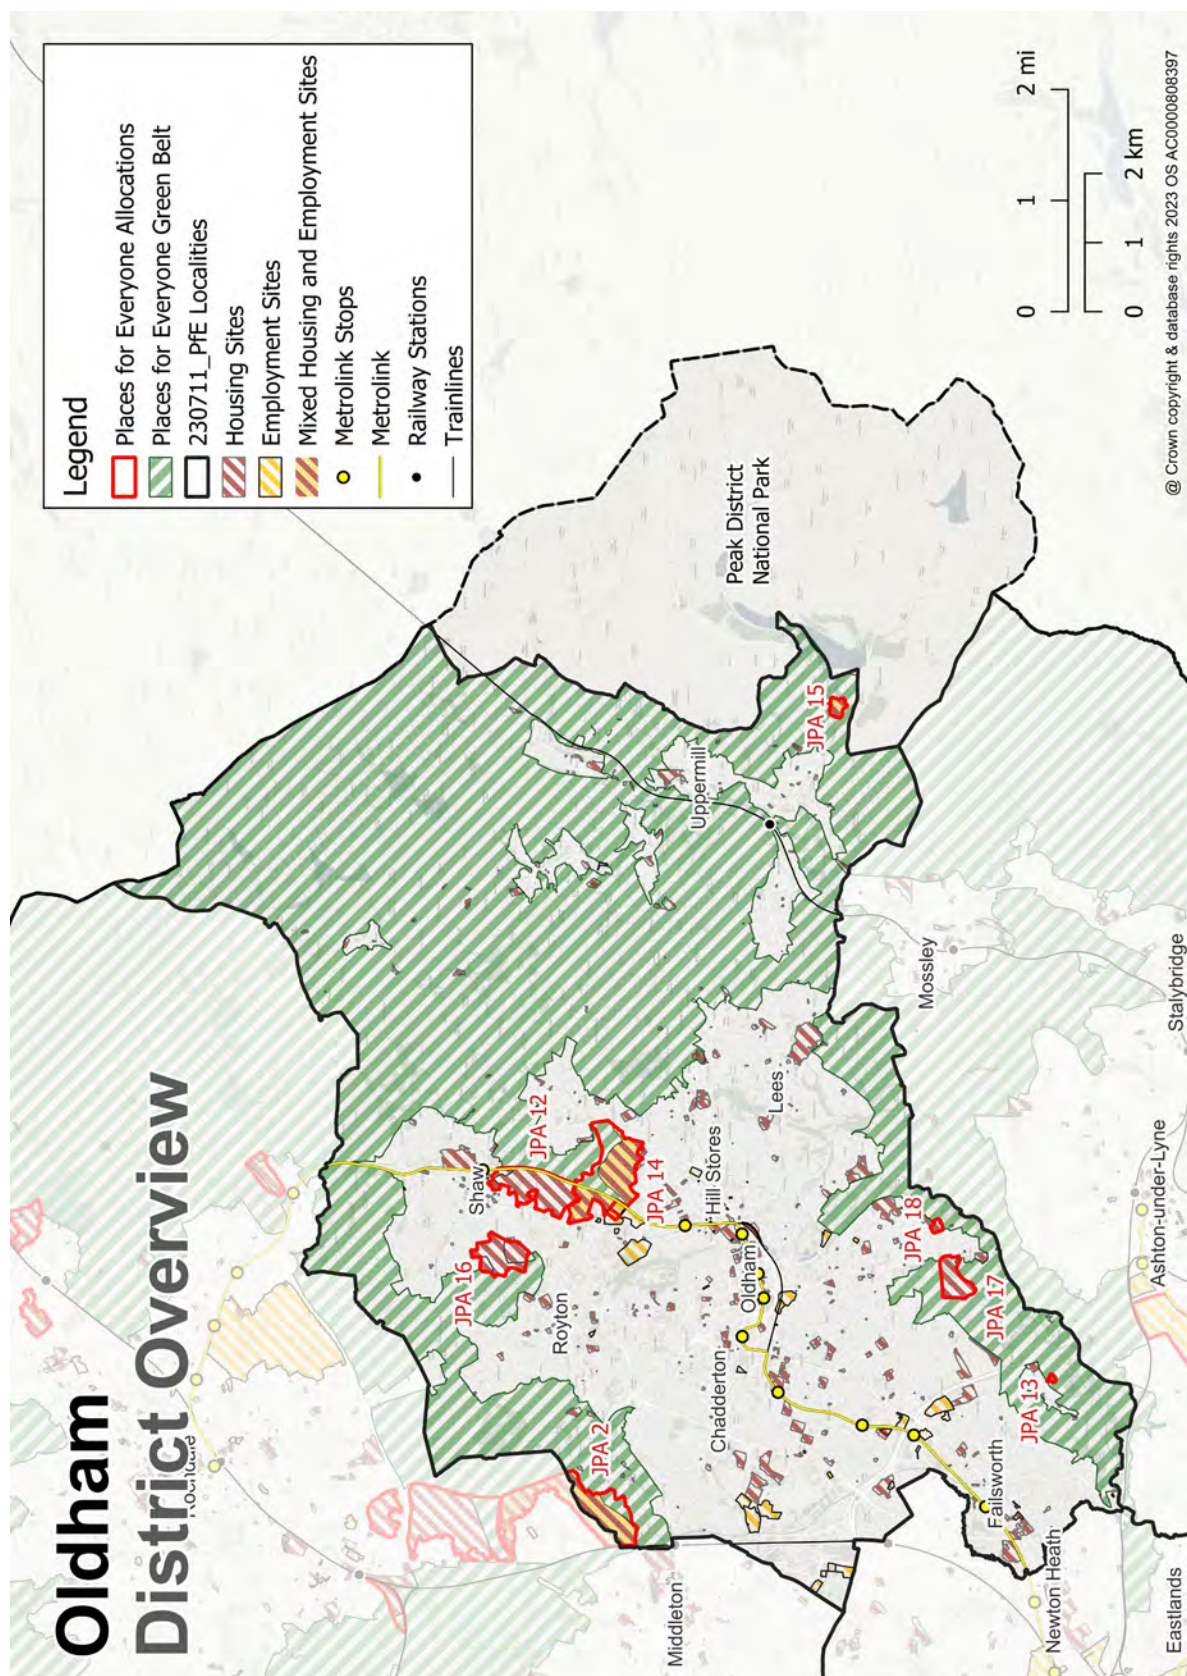 Oldham
District Overview
Legend
Places for Everyone Allocations
Places for Everyone Green Belt
230711_PfE Localities
Housing Sites
Employment Sites
Mixed Housing and Employment Sites
Metrolink Stops
Metrolink
Railway Stations
Trainlines
Rochdale
JPA 16
Shaw
JPA 12
Royton
JPA 2
JPA 14
Middleton
Chadderton
Oldham
Hill Stores
Lees
Uppermill
Peak District
National Park
JPA 15
JPA 18
JPA 17
JPA 13
Failsworth
Newton Heath
Mossley
Eastlands
Ashton-under-Lyne
Stalybridge
0 1 2 mi
0 1 2 km
@ Crown copyright & database rights 2023 OS AC0000808397